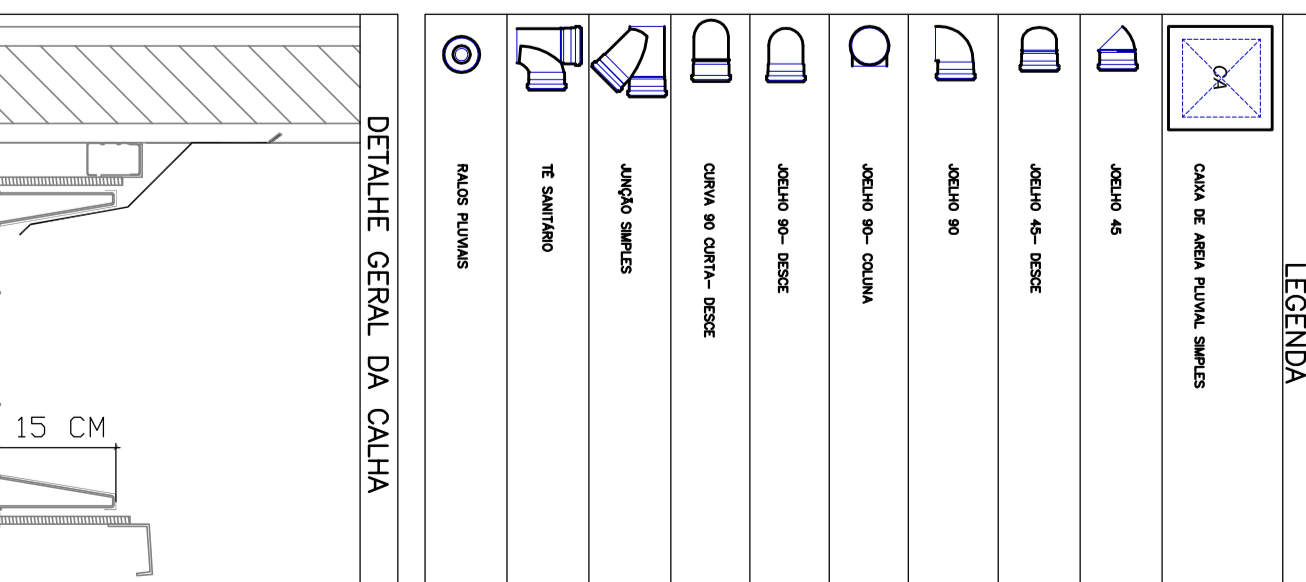 LEGENDA
CA
CAIXA DE AREIA PLUVIAL SIMPLES
JOELHO 45
JOELHO 45- DESCE
JOELHO 90
JOELHO 90- COLUNA
JOELHO 90- DESCE
CURVA 90 CURTA- DESCE
JUNÇÃO SIMPLES
TÊ SANITÁRIO
RALOS PLUVIAIS
DETALHE GERAL DA CALHA
15 CM